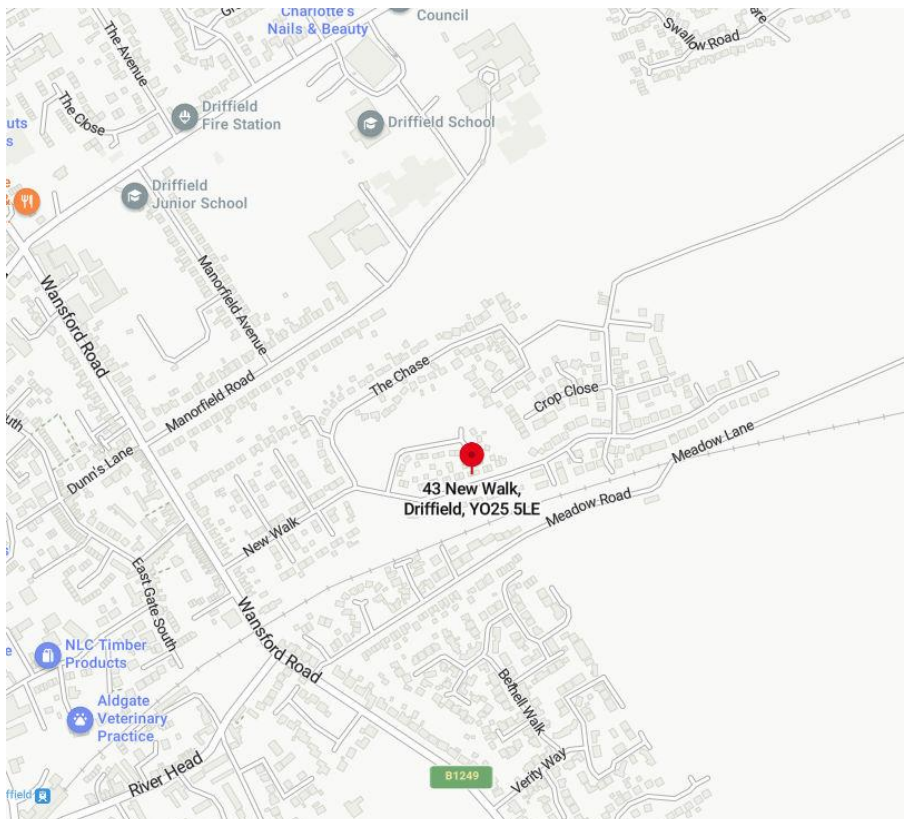 Charlotte's
Nails & Beauty
Council
Swallow Road
The Avenue
The Close
Driffield
Fire Station
Driffield School
Driffield
Junior School
Manorfield Avenue
Wansford Road
Manorfield Road
The Chase
Crop Close
Dunn's Lane
Meadow Lane
43 New Walk,
Driffield, YO25 5LE
Meadow Road
New Walk
East Gate South
Wansford Road
NLC Timber
Products
Aldgate
Veterinary
Practice
Bethell Walk
River Head
B1249
Verity Way